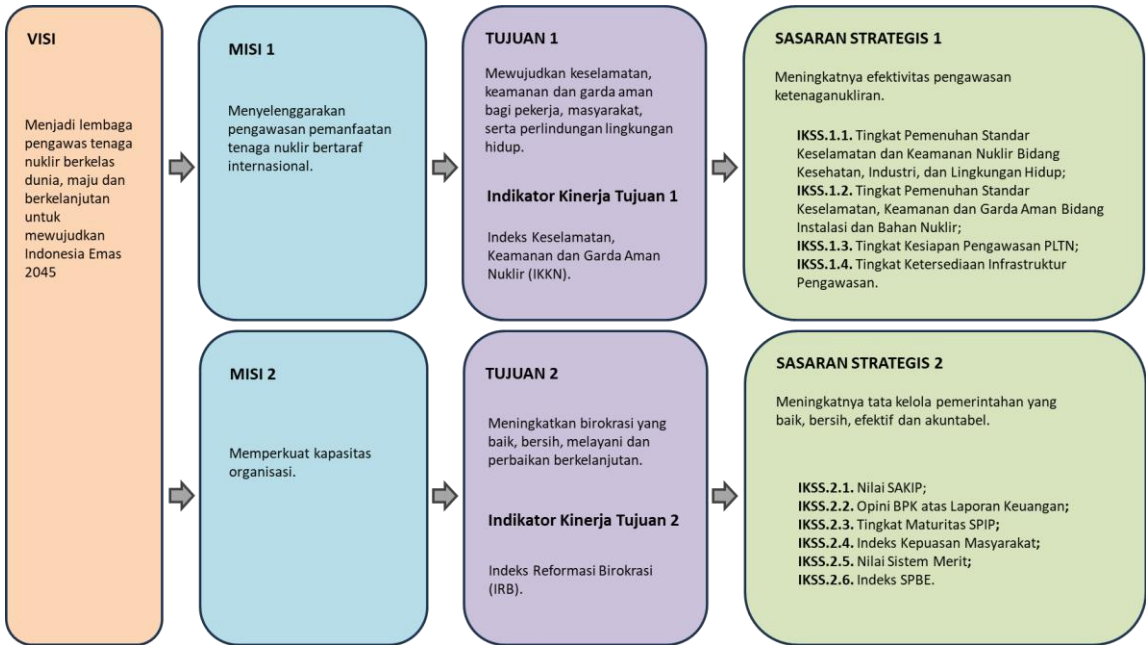 VISI
Menjadi lembaga
pengawas tenaga
nuklir berkelas
dunia, maju dan
berkelanjutan
untuk
mewujudkan
Indonesia Emas
2045
MISI 1
Menyelenggarakan
pengawasan pemanfaatan
tenaga nuklir bertaraf
internasional.
TUJUAN 1
Mewujudkan keselamatan,
keamanan dan garda aman
bagi pekerja, masyarakat,
serta perlindungan lingkungan
hidup.
Indikator Kinerja Tujuan 1
Indeks Keselamatan,
Keamanan dan Garda Aman
Nuklir (IKKN).
SASARAN STRATEGIS 1
Meningkatnya efektivitas pengawasan
ketenaganukliran.
IKSS.1.1. Tingkat Pemenuhan Standar
Keselamatan dan Keamanan Nuklir Bidang
Kesehatan, Industri, dan Lingkungan Hidup;
IKSS.1.2. Tingkat Pemenuhan Standar
Keselamatan, Keamanan dan Garda Aman Bidang
Instalasi dan Bahan Nuklir;
IKSS.1.3. Tingkat Kesiapan Pengawasan PLTN;
IKSS.1.4. Tingkat Ketersediaan Infrastruktur
Pengawasan.
MISI 2
Memperkuat kapasitas
organisasi.
TUJUAN 2
Meningkatkan birokrasi yang
baik, bersih, melayani dan
perbaikan berkelanjutan.
Indikator Kinerja Tujuan 2
Indeks Reformasi Birokrasi
(IRB).
SASARAN STRATEGIS 2
Meningkatnya tata kelola pemerintahan yang
baik, bersih, efektif dan akuntabel.
IKSS.2.1. Nilai SAKIP;
IKSS.2.2. Opini BPK atas Laporan Keuangan;
IKSS.2.3. Tingkat Maturitas SPIP;
IKSS.2.4. Indeks Kepuasan Masyarakat;
IKSS.2.5. Nilai Sistem Merit;
IKSS.2.6. Indeks SPBE.